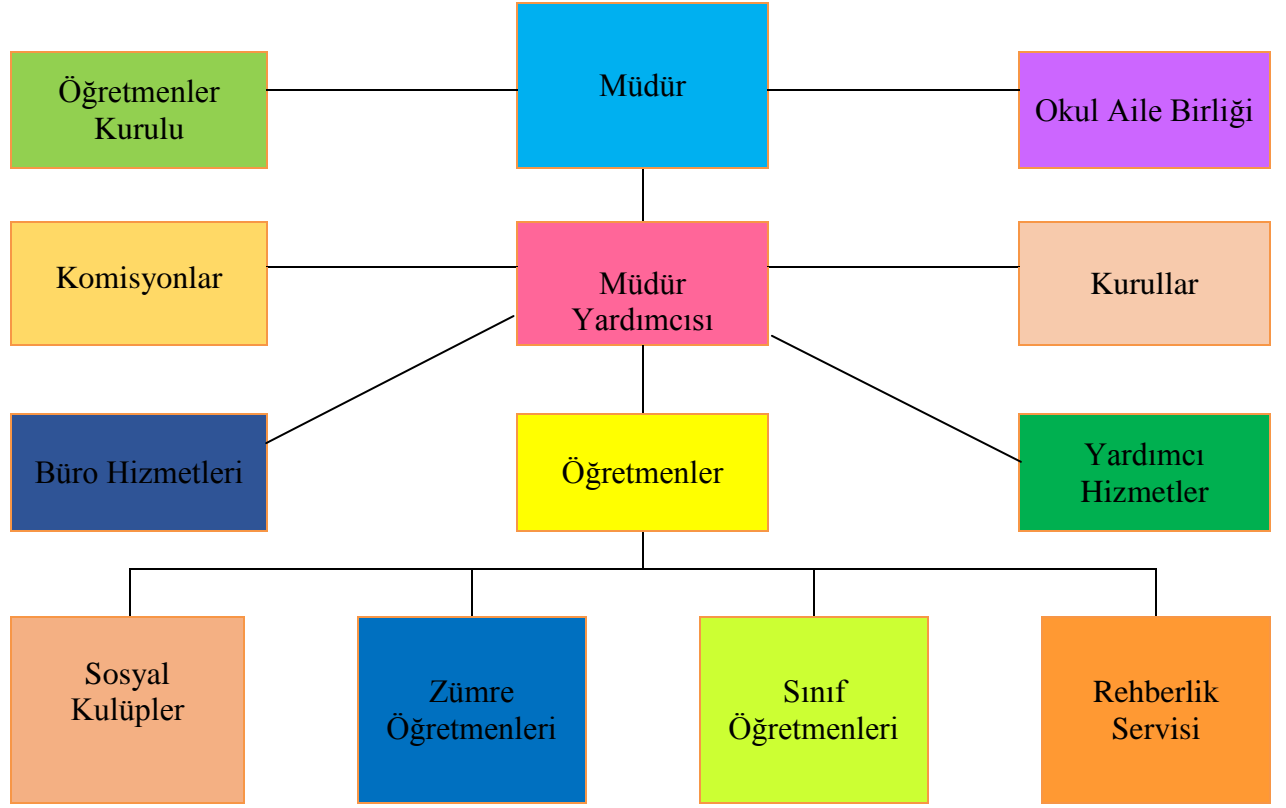 Öğretmenler
Kurulu
Müdür
Okul Aile Birliği
Komisyonlar
Müdür
Yardımcısı
Kurullar
Büro Hizmetleri
Öğretmenler
Yardımcı
Hizmetler
Sosyal
Kulüpler
Zümre
Öğretmenleri
Sınıf
Öğretmenleri
Rehberlik
Servisi